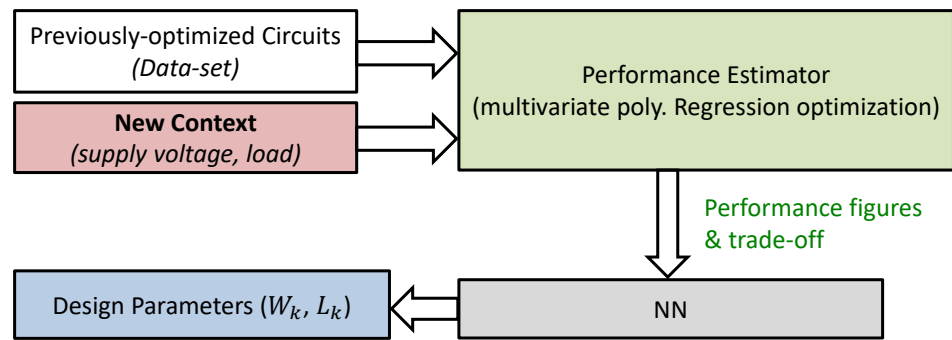 Previously-optimized Circuits
(Data-set)
New Context
(supply voltage, load)
Performance Estimator
(multivariate poly. Regression optimization)
Performance figures
& trade-off
Design Parameters (𝑊𝑘, 𝐿𝑘)
NN